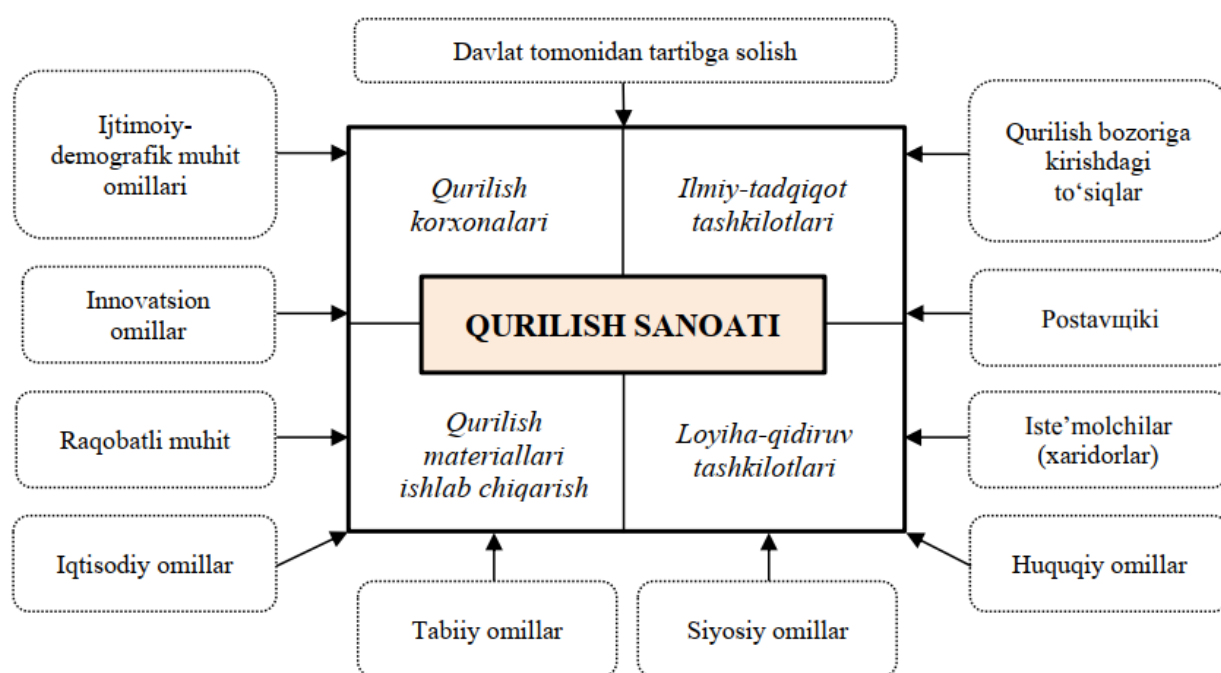 Davlat tomonidan tartibga solish
Ijtimoiy-
demografik muhit
omillari
Qurilish bozoriga
kirishdagi
to‘siqlar
Qurilish
korxonalari
Ilmiy-tadqiqot
tashkilotlari
Innovatsion
omillar
QURILISH SANOATI
Postavщiki
Raqobatli muhit
Qurilish
materiallari
ishlab chiqarish
Loyiha-qidiruv
tashkilotlari
Iste’molchilar
(xaridorlar)
Iqtisodiy omillar
Huquqiy omillar
Tabiiy omillar
Siyosiy omillar